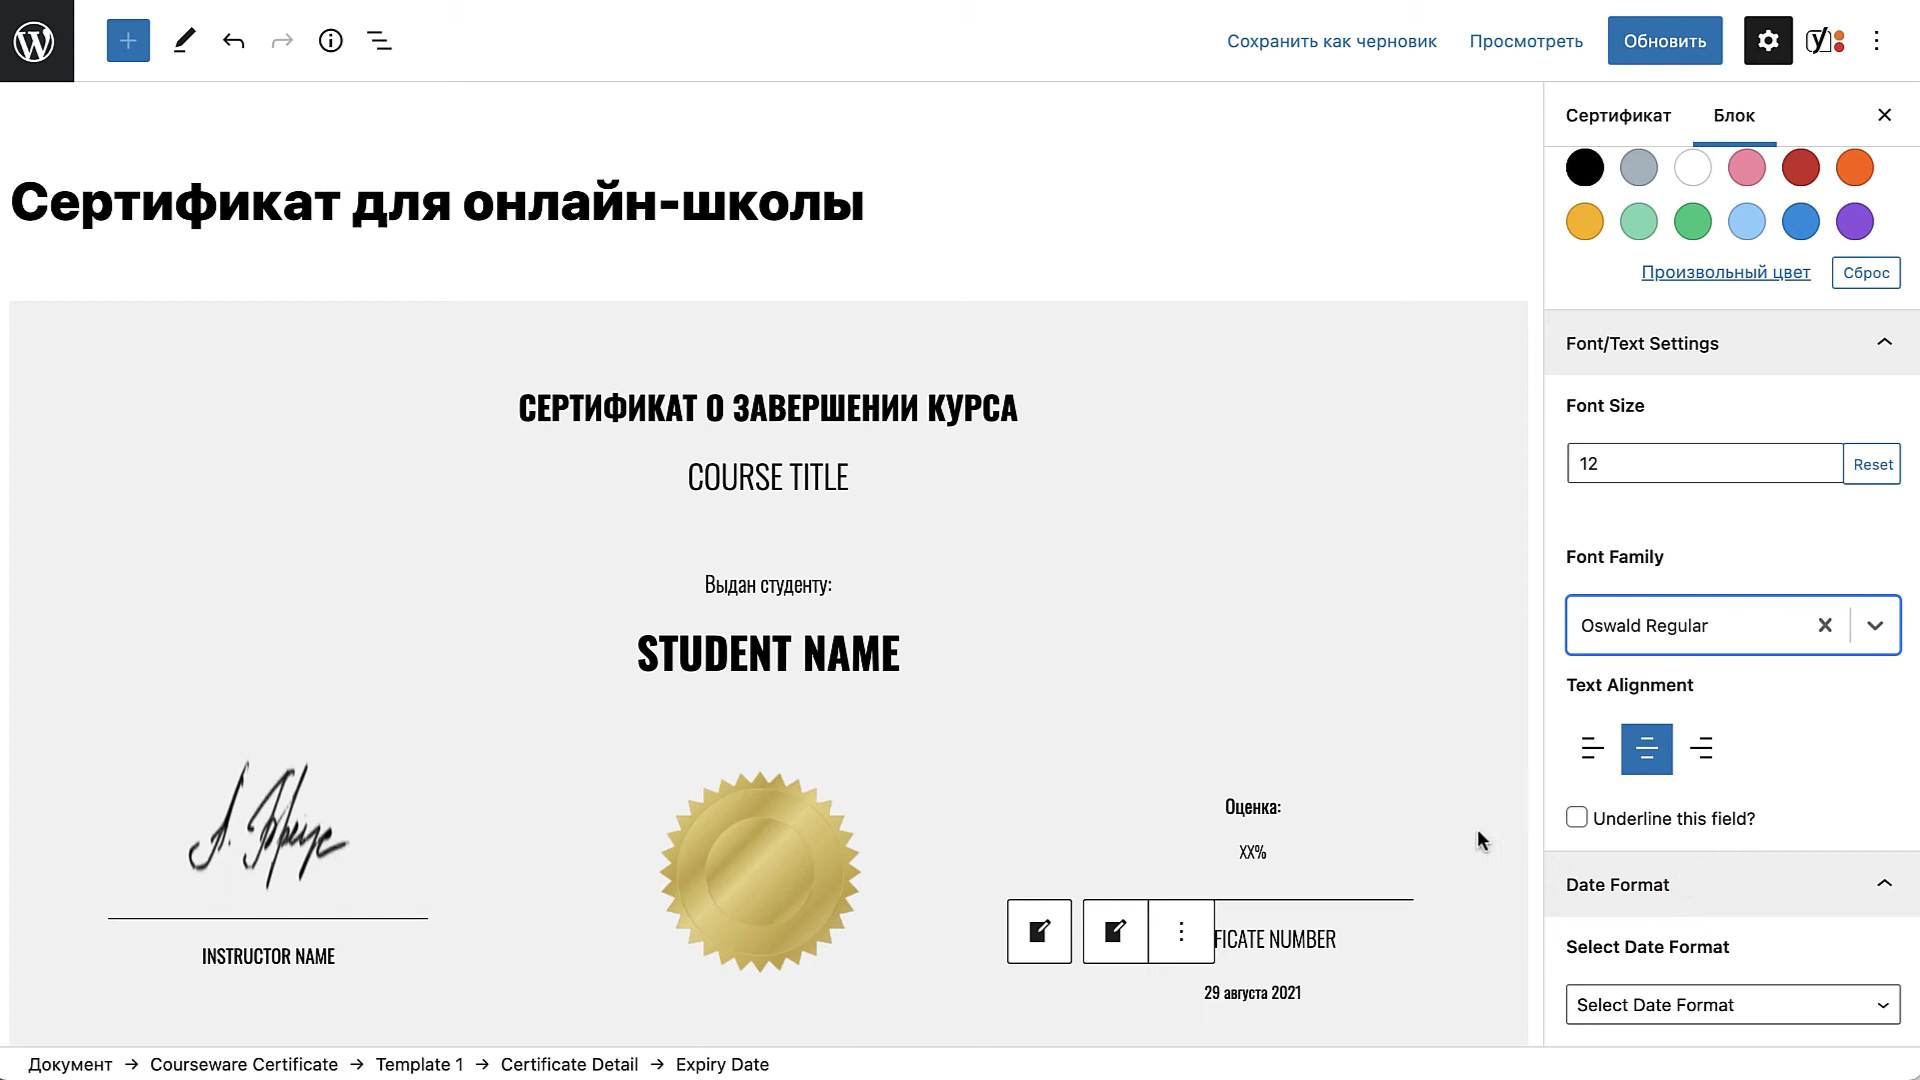 Сохранить как черновик
Просмотреть
Обновить
Сертификат
Блок
Сертификат для онлайн-школы
Произвольный цвет
Сброс
Font/Text Settings
Font Size
12
Reset
Font Family
Oswald Regular
Text Alignment
Underline this field?
Date Format
Select Date Format
Select Date Format
СЕРТИФИКАТ О ЗАВЕРШЕНИИ КУРСА
COURSE TITLE
Выдан студенту:
STUDENT NAME
INSTRUCTOR NAME
Оценка:
XX%
FICATE NUMBER
29 августа 2021
Документ → Courseware Certificate → Template 1 → Certificate Detail → Expiry Date